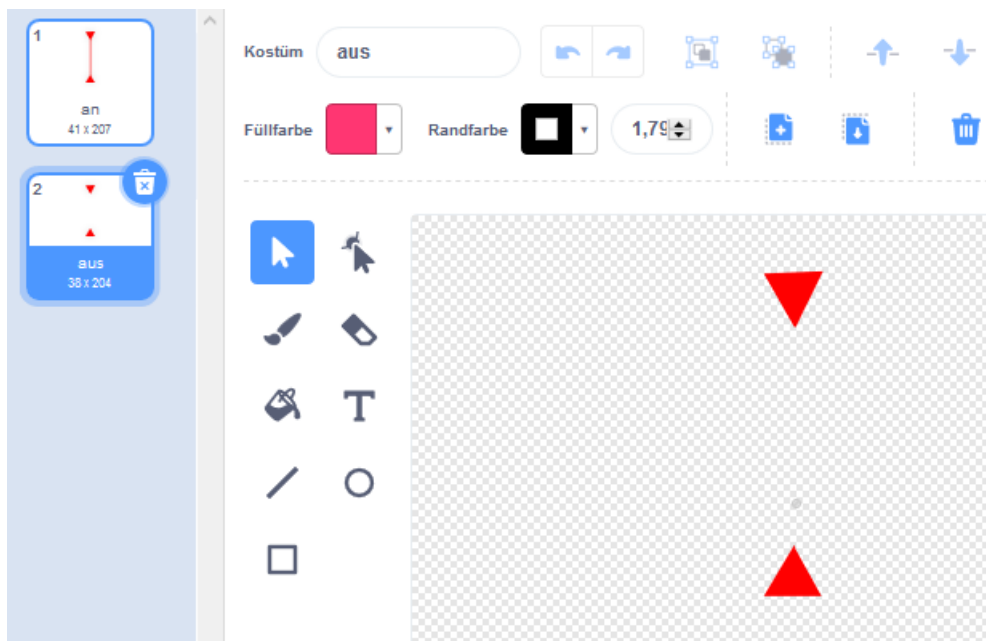 1
an
41 x 207
2
aus
38 x 204
Kostüm
aus
Füllfarbe
Randfarbe
1,79
T